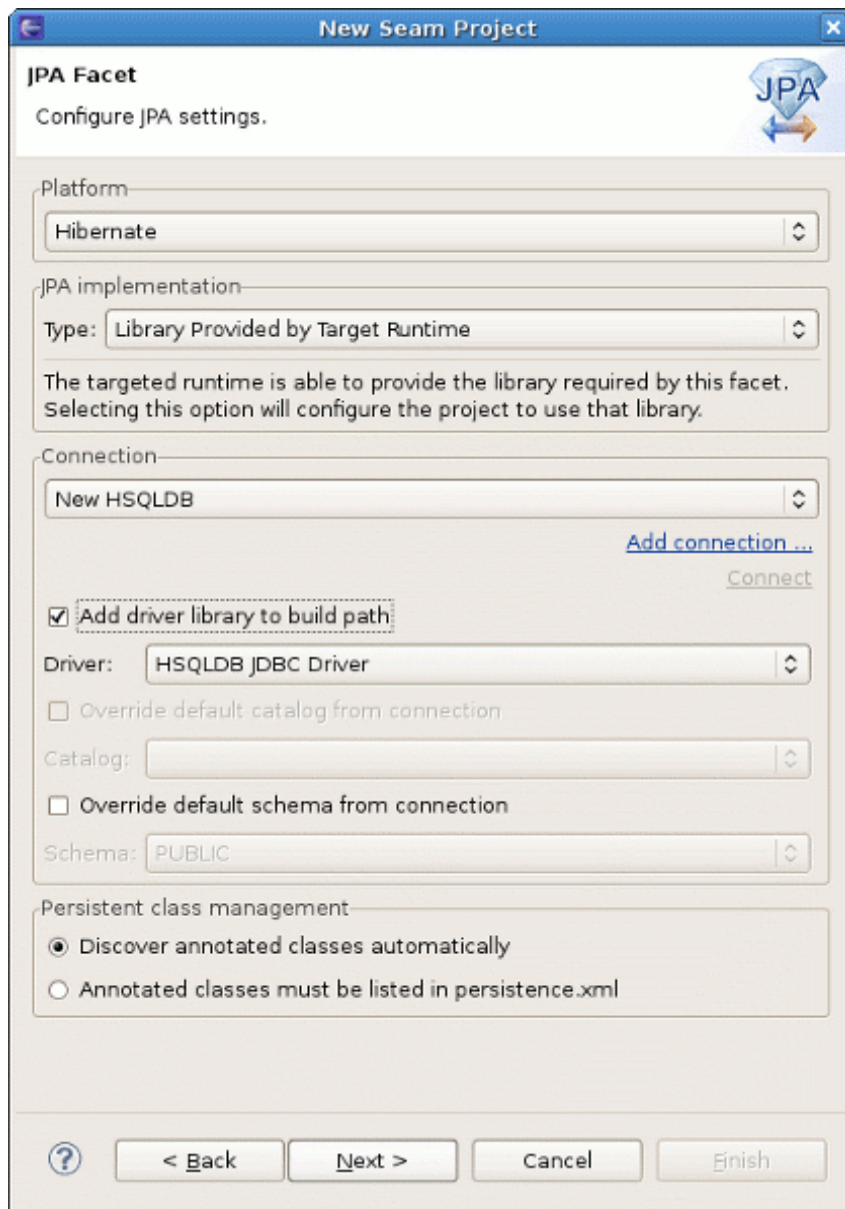 New Seam Project
JPA Facet
Configure JPA settings.
JPA
Platform
Hibernate
JPA implementation
Type: Library Provided by Target Runtime
The targeted runtime is able to provide the library required by this facet.
Selecting this option will configure the project to use that library.
Connection
New HSQLDB
Add connection ...
Connect
Add driver library to build path
Driver: HSQLDB JDBC Driver
Override default catalog from connection
Catalog:
Override default schema from connection
Schema: PUBLIC
Persistent class management
Discover annotated classes automatically
Annotated classes must be listed in persistence.xml
? < Back Next > Cancel Finish